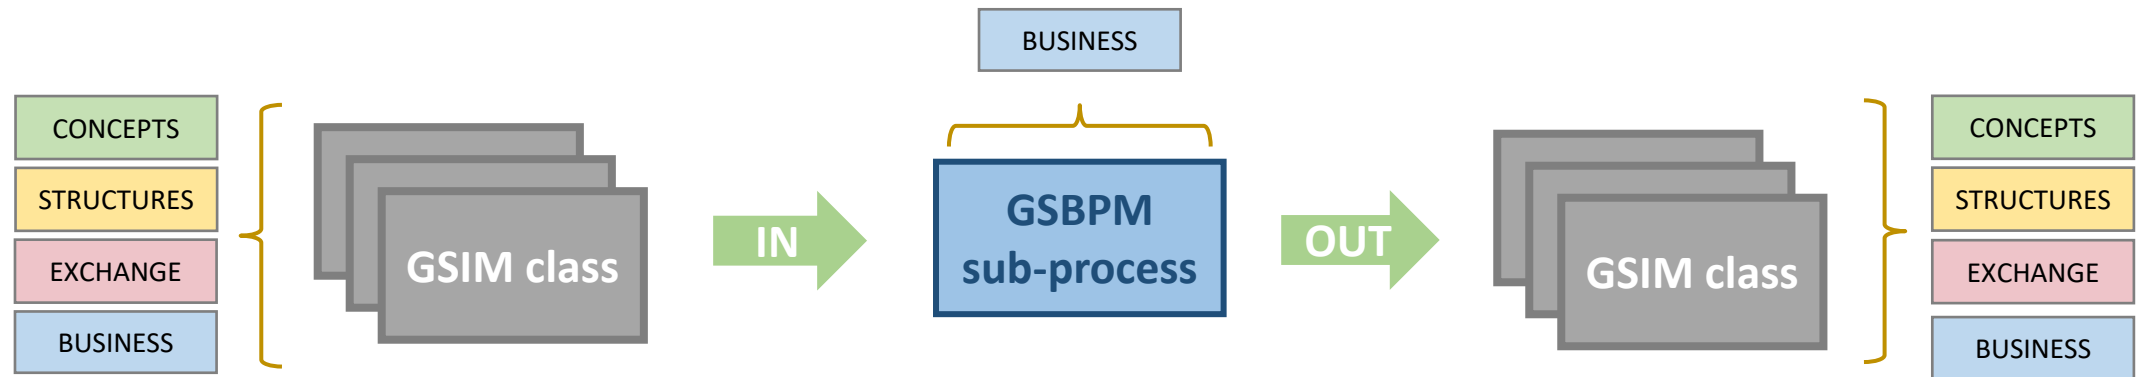 BUSINESS
CONCEPTS
STRUCTURES
EXCHANGE
BUSINESS
GSIM class
IN
GSBPM
sub-process
OUT
GSIM class
CONCEPTS
STRUCTURES
EXCHANGE
BUSINESS